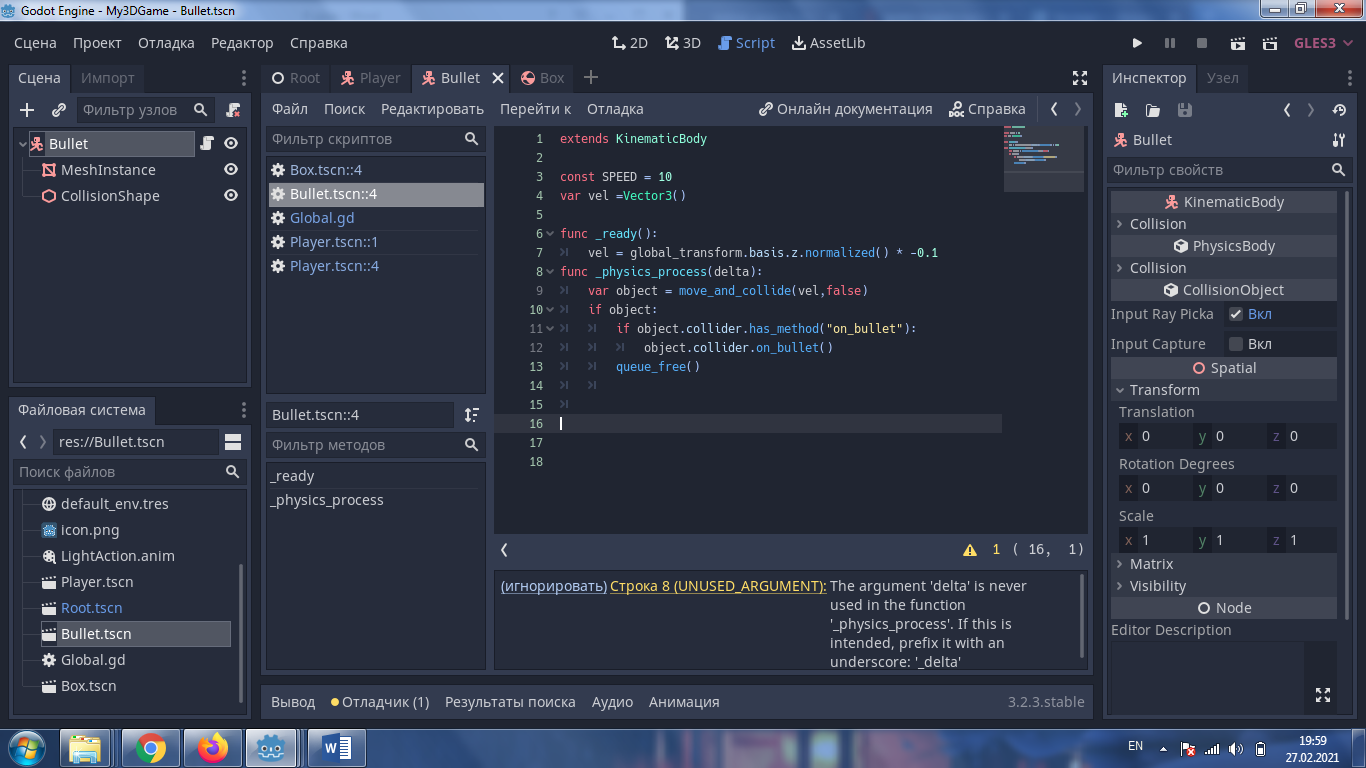 Godot Engine - My3DGame - Bullet.tscn
Сцена Проект Отладка Редактор Справка
2D 3D Script AssetLib
GLES3
Сцена Импорт
Фильтр узлов
Bullet
MeshInstance
CollisionShape
Файловая система
res://Bullet.tscn
Поиск файлов
default_env.tres
icon.png
LightAction.anim
Player.tscn
Root.tscn
Bullet.tscn
Global.gd
Box.tscn
Root Player Bullet Box
Файл Поиск Редактировать Перейти к Отладка
Онлайн документация Справка
Фильтр скриптов
Box.tscn::4
Bullet.tscn::4
Global.gd
Player.tscn::1
Player.tscn::4
Bullet.tscn::4
Фильтр методов
_ready
_physics_process
1 extends KinematicBody
2
3 const SPEED = 10
4 var vel =Vector3()
5
6 func _ready():
7 vel = global_transform.basis.z.normalized() * -0.1
8 func _physics_process(delta):
9 var object = move_and_collide(vel,false)
10 if object:
11 if object.collider.has_method("on_bullet"):
12 object.collider.on_bullet()
13 queue_free()
14
15
16
17
18
1 ( 16, 1)
(игнорировать) Строка 8 (UNUSED_ARGUMENT): The argument 'delta' is never
used in the function
'_physics_process'. If this is
intended, prefix it with an
underscore: '_delta'
Вывод Отладчик (1) Результаты поиска Аудио Анимация
3.2.3.stable
Инспектор Узел
Bullet
Фильтр свойств
KinematicBody
Collision
PhysicsBody
Collision
CollisionObject
Input Ray Picka Вкл
Input Capture Вкл
Spatial
Transform
Translation
x 0 y 0 z 0
Rotation Degrees
x 0 y 0 z 0
Scale
x 1 y 1 z 1
Matrix
Visibility
Node
Editor Description
EN
19:59
27.02.2021